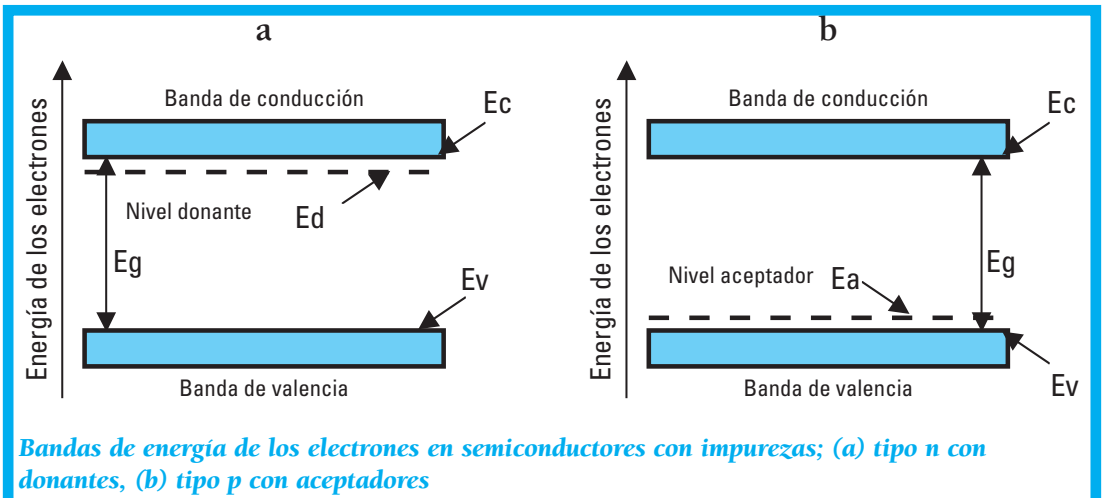 a
Energía de los electrones
Banda de conducción
Ec
Nivel donante
Ed
Eg
Ev
Banda de valencia
b
Energía de los electrones
Banda de conducción
Ec
Nivel aceptador
Ea
Eg
Ev
Banda de valencia
Bandas de energía de los electrones en semiconductores con impurezas; (a) tipo n con
donantes, (b) tipo p con aceptadores